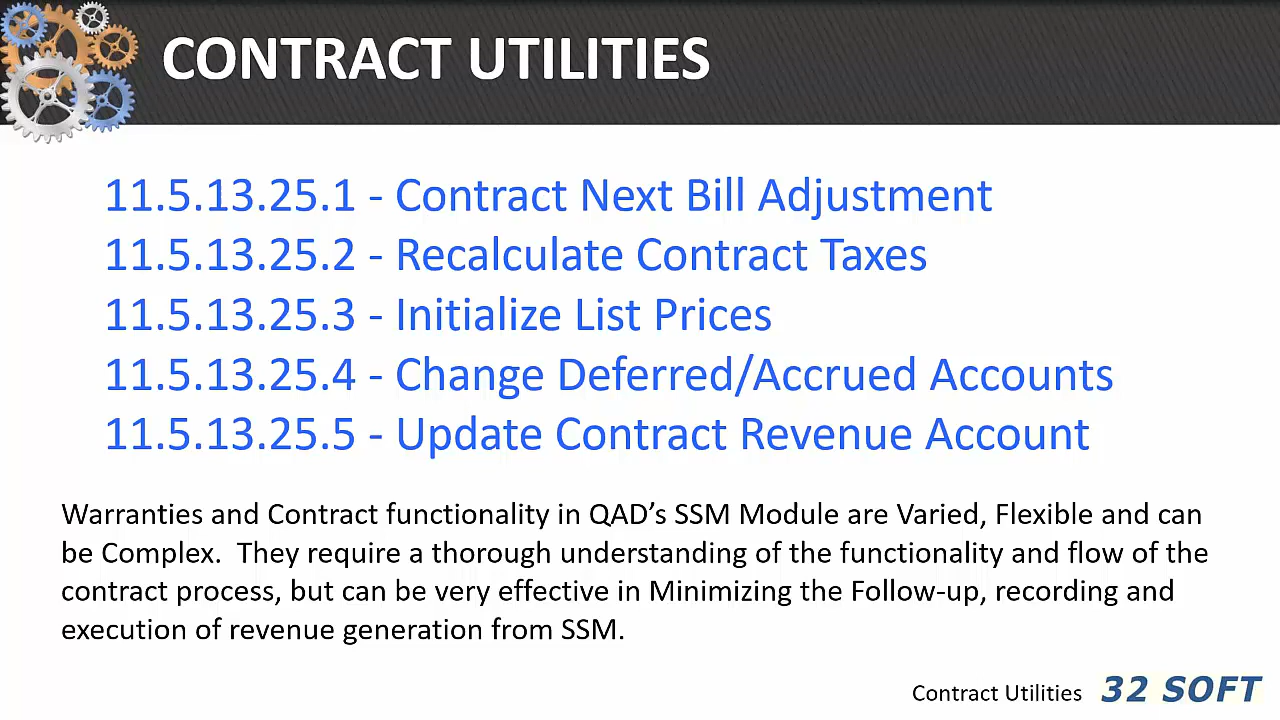 CONTRACT UTILITIES
11.5.13.25.1 - Contract Next Bill Adjustment
11.5.13.25.2 - Recalculate Contract Taxes
11.5.13.25.3 - Initialize List Prices
11.5.13.25.4 - Change Deferred/Accrued Accounts
11.5.13.25.5 - Update Contract Revenue Account
Warranties and Contract functionality in QAD’s SSM Module are Varied, Flexible and can
be Complex.  They require a thorough understanding of the functionality and flow of the
contract process, but can be very effective in Minimizing the Follow-up, recording and
execution of revenue generation from SSM.
Contract Utilities 32 SOFT